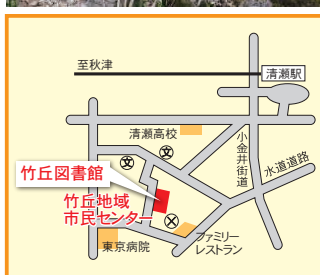 至秋津
清瀬駅
清瀬高校
小金井街道
水道道路
文
文
竹丘図書館
竹丘地域
市民センター
東京病院
ファミリー
レストラン